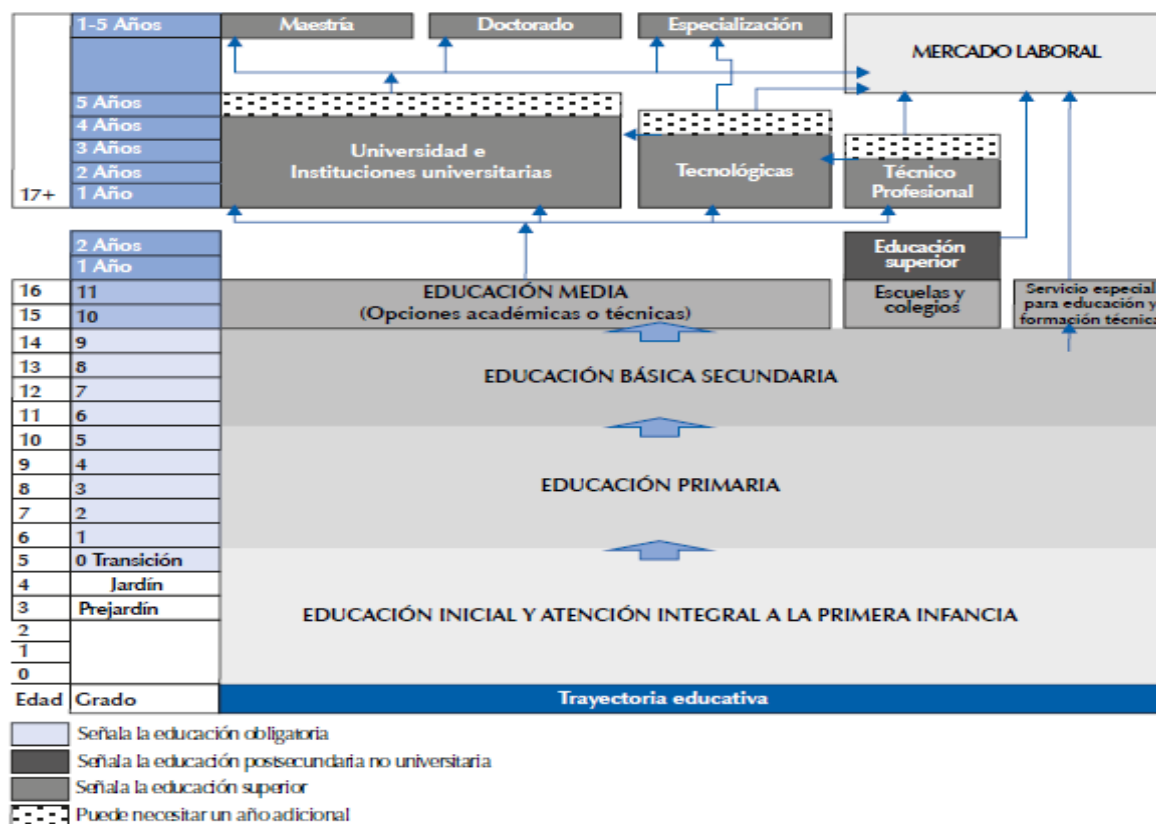 1-5 Años
Maestría
Doctorado
Especialización
MERCADO LABORAL
5 Años
4 Años
3 Años
2 Años
17+
1 Año
Universidad e
Instituciones universitarias
Tecnológicas
Técnico
Profesional
2 Años
1 Año
Educación
superior
16
11
15
10
EDUCACIÓN MEDIA
(Opciones académicas o técnicas)
Escuelas y
colegios
Servicio especial
para educación y
formación técnica
14
9
13
8
12
7
11
6
EDUCACIÓN BÁSICA SECUNDARIA
10
5
9
4
8
3
7
2
6
1
EDUCACIÓN PRIMARIA
5
0 Transición
4
Jardín
3
Prejardín
2
1
0
EDUCACIÓN INICIAL Y ATENCIÓN INTEGRAL A LA PRIMERA INFANCIA
Edad
Grado
Trayectoria educativa
Señala la educación obligatoria
Señala la educación postsecundaria no universitaria
Señala la educación superior
Puede necesitar un año adicional